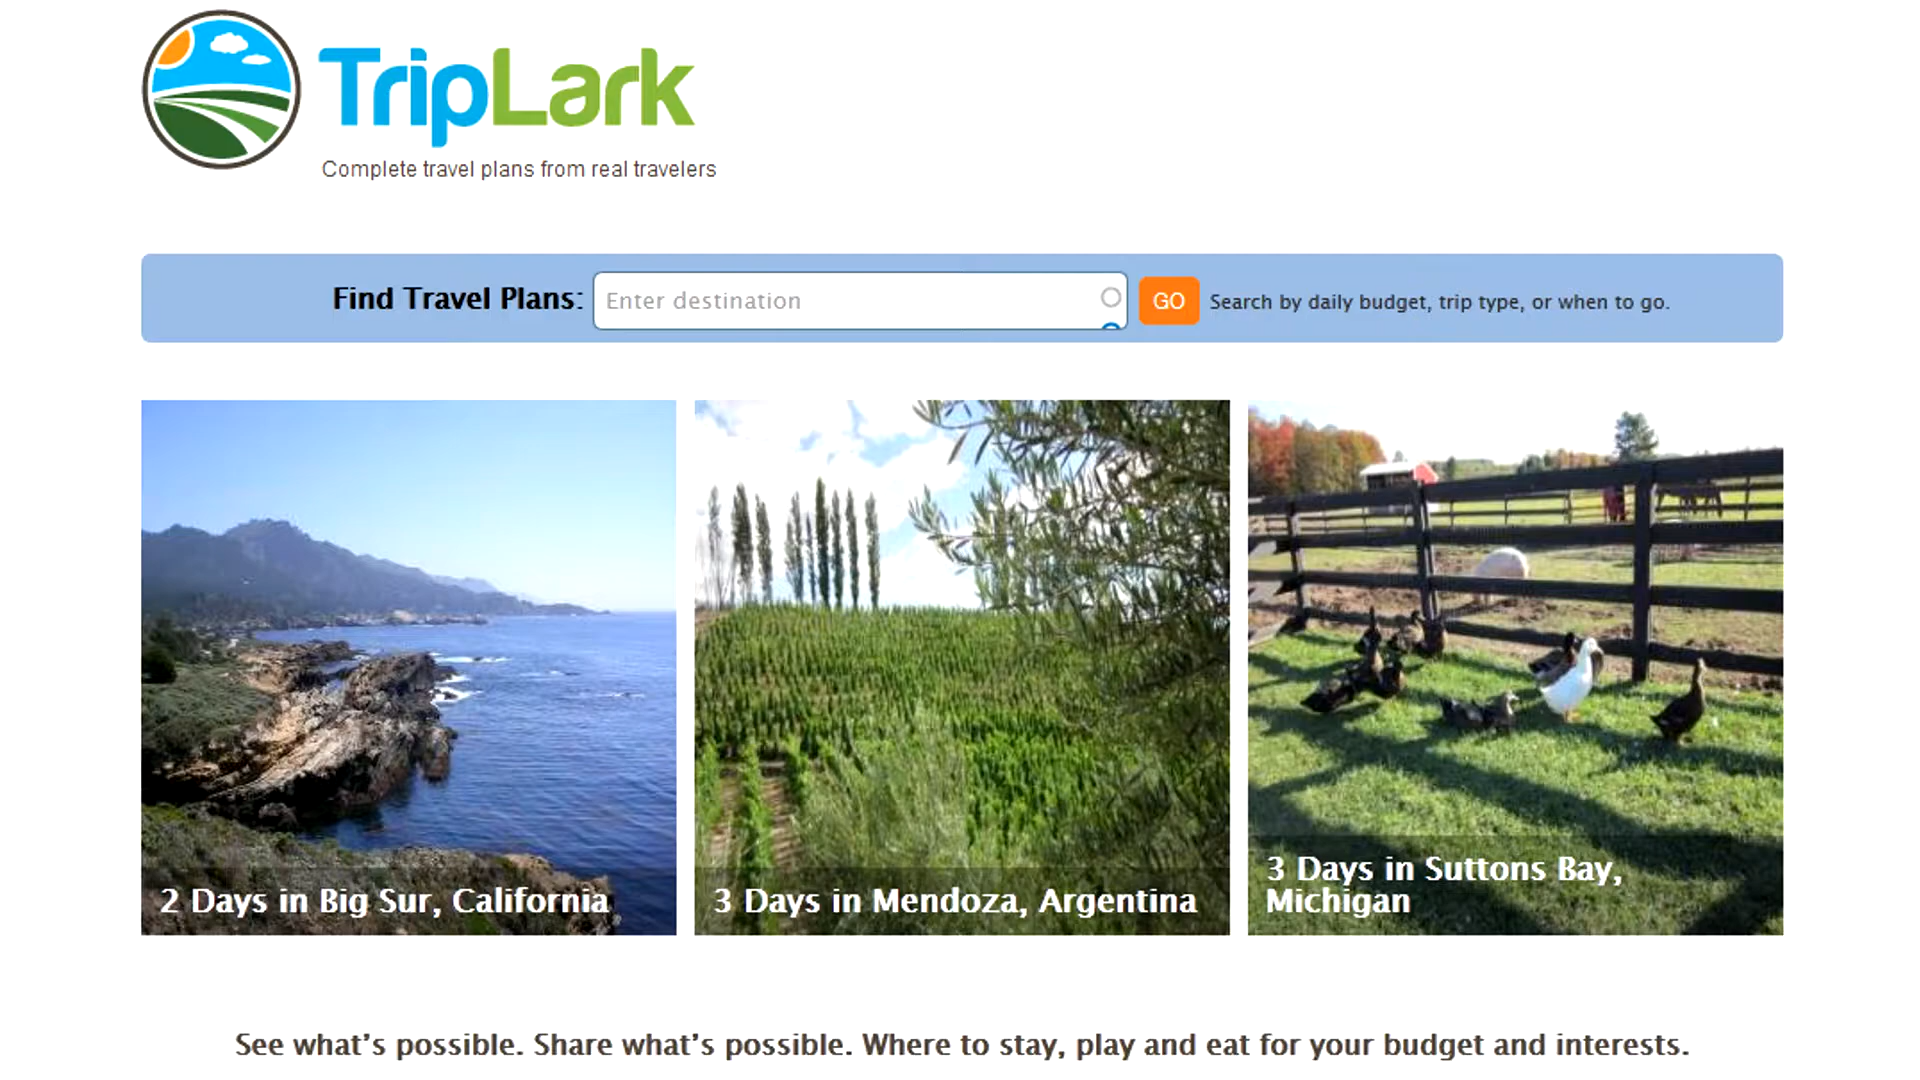 TripLark
Complete travel plans from real travelers
Find Travel Plans: Enter destination GO Search by daily budget, trip type, or when to go.
2 Days in Big Sur, California
3 Days in Mendoza, Argentina
3 Days in Suttons Bay,
Michigan
See what’s possible. Share what’s possible. Where to stay, play and eat for your budget and interests.